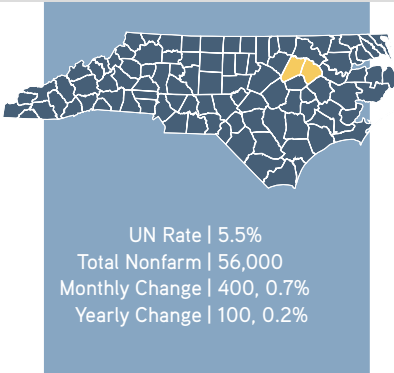 UN Rate | 5.5%
Total Nonfarm | 56,000
Monthly Change | 400, 0.7%
Yearly Change | 100, 0.2%